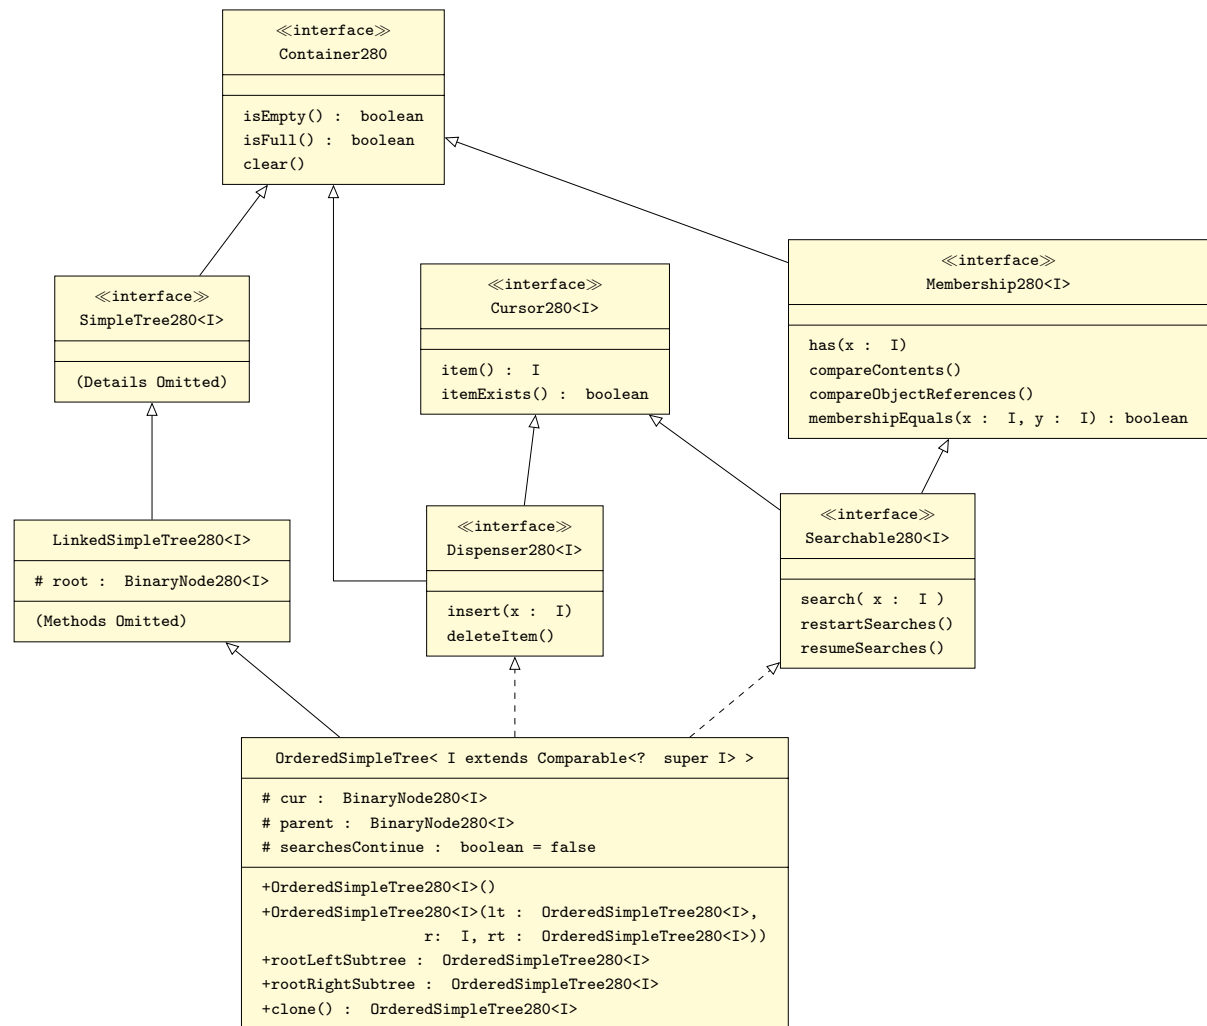 ≪interface≫
Container280
isEmpty() : boolean
isFull() : boolean
clear()
≪interface≫
SimpleTree280<I>
(Details Omitted)
≪interface≫
Cursor280<I>
item() : I
itemExists() : boolean
≪interface≫
Membership280<I>
has(x : I)
compareContents()
compareObjectReferences()
membershipEquals(x : I, y : I) : boolean
LinkedSimpleTree280<I>
# root : BinaryNode280<I>
(Methods Omitted)
≪interface≫
Dispenser280<I>
insert(x : I)
deleteItem()
≪interface≫
Searchable280<I>
search( x : I )
restartSearches()
resumeSearches()
OrderedSimpleTree< I extends Comparable<? super I> >
# cur : BinaryNode280<I>
# parent : BinaryNode280<I>
# searchesContinue : boolean = false
+OrderedSimpleTree280<I>()
+OrderedSimpleTree280<I>(lt : OrderedSimpleTree280<I>,
r: I, rt : OrderedSimpleTree280<I>))
+rootLeftSubtree : OrderedSimpleTree280<I>
+rootRightSubtree : OrderedSimpleTree280<I>
+clone() : OrderedSimpleTree280<I>